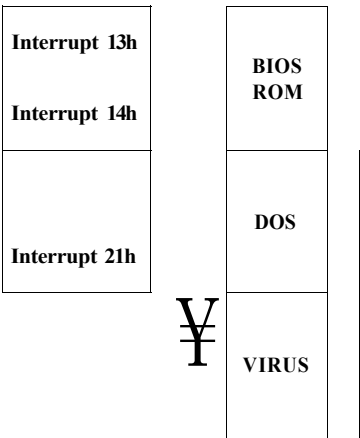 Interrupt 13h
Interrupt 14h
Interrupt 21h
BIOS
ROM
DOS
¥
VIRUS